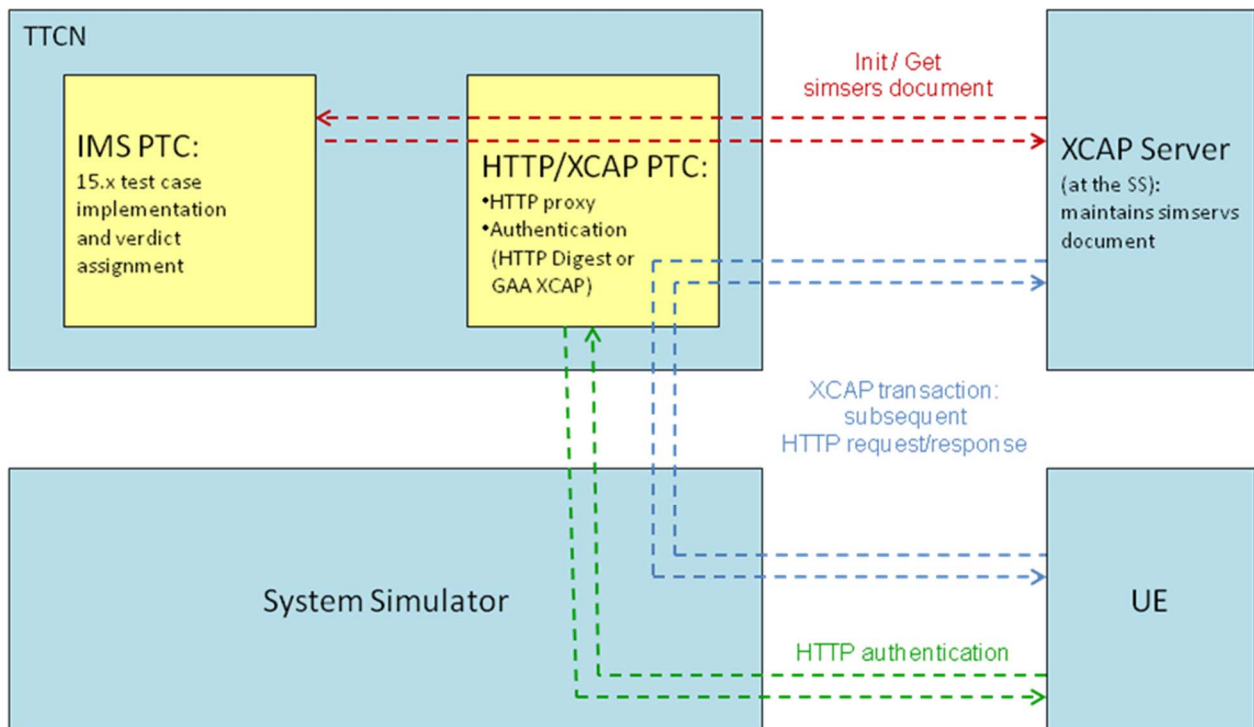 TTCN
IMS PTC:
15.x test case
implementation
and verdict
assignment
HTTP/XCAP PTC:
•HTTP proxy
•Authentication
(HTTP Digest or
GAA XCAP)
Init / Get
simsers document
XCAP Server
(at the SS):
maintains simservs
document
XCAP transaction:
subsequent
HTTP request/response
System Simulator
UE
HTTP authentication